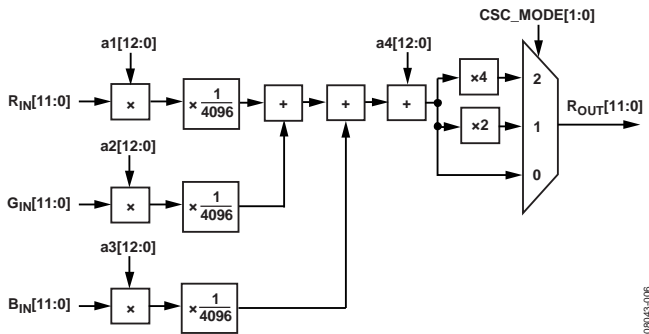 CSC_MODE[1:0]
a1[12:0]
a4[12:0]
×4
2
R_IN[11:0]
×
× 1/4096
+
+
+
R_OUT[11:0]
×2
1
a2[12:0]
0
G_IN[11:0]
×
× 1/4096
a3[12:0]
B_IN[11:0]
×
× 1/4096
08043-006